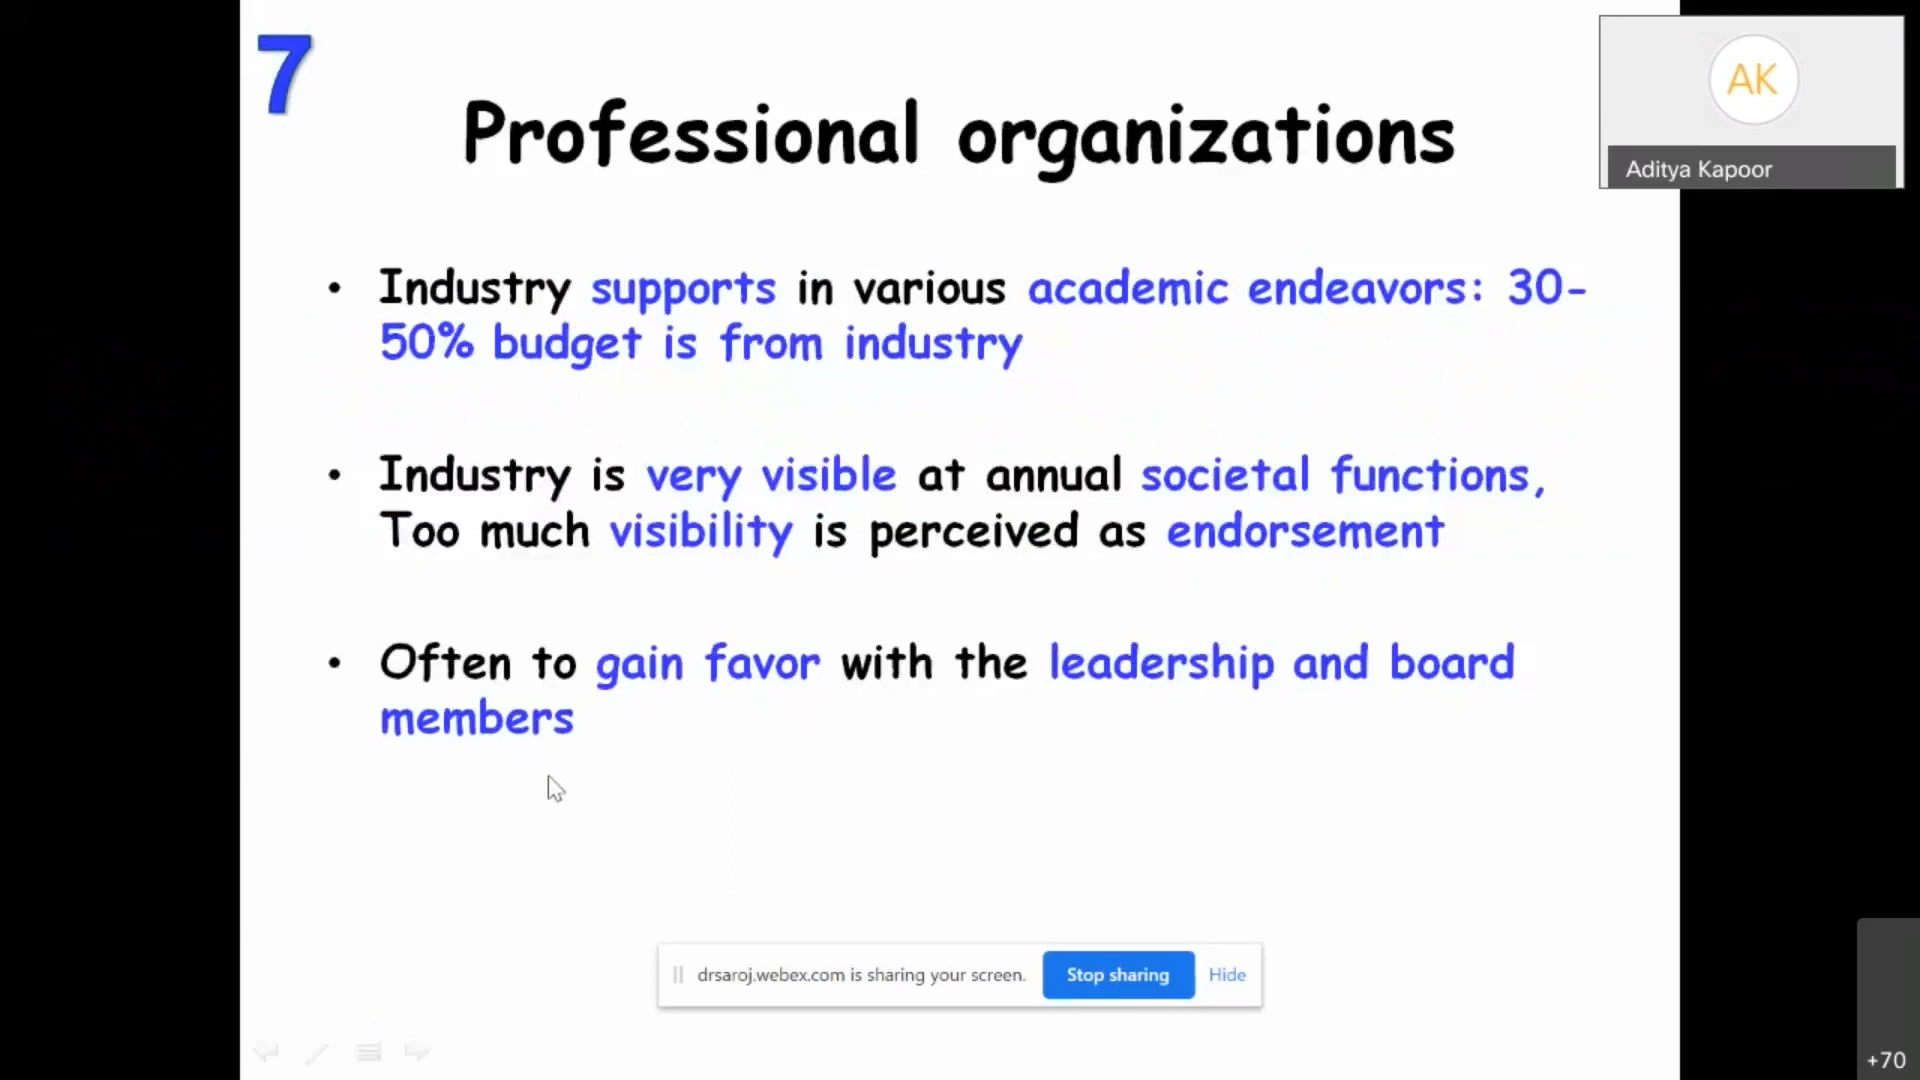 7
Professional organizations
AK
Aditya Kapoor
• Industry supports in various academic endeavors: 30-
50% budget is from industry
• Industry is very visible at annual societal functions,
Too much visibility is perceived as endorsement
• Often to gain favor with the leadership and board
members
drsaroj.webex.com is sharing your screen.
Stop sharing
Hide
+70